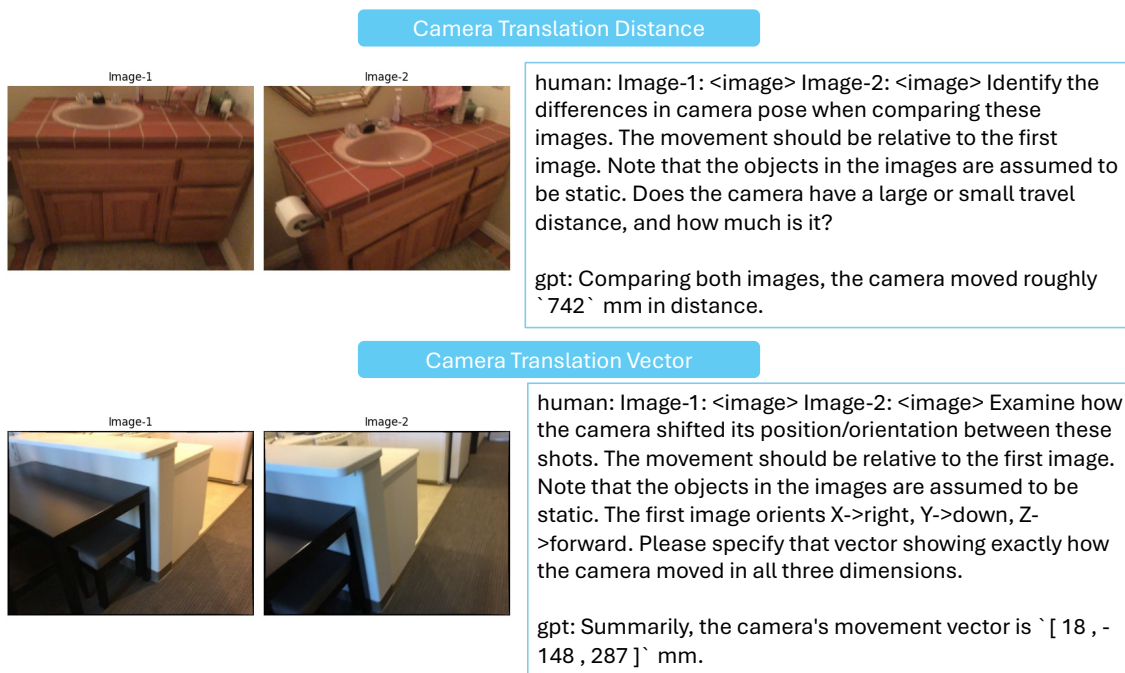 Camera Translation Distance
Image-1
Image-2
human: Image-1: <image> Image-2: <image> Identify the
differences in camera pose when comparing these
images. The movement should be relative to the first
image. Note that the objects in the images are assumed to
be static. Does the camera have a large or small travel
distance, and how much is it?
gpt: Comparing both images, the camera moved roughly
`742` mm in distance.
Camera Translation Vector
Image-1
Image-2
human: Image-1: <image> Image-2: <image> Examine how
the camera shifted its position/orientation between these
shots. The movement should be relative to the first image.
Note that the objects in the images are assumed to be
static. The first image orients X->right, Y->down, Z-
>forward. Please specify that vector showing exactly how
the camera moved in all three dimensions.
gpt: Summarily, the camera's movement vector is `[ 18 , -
148 , 287 ]` mm.